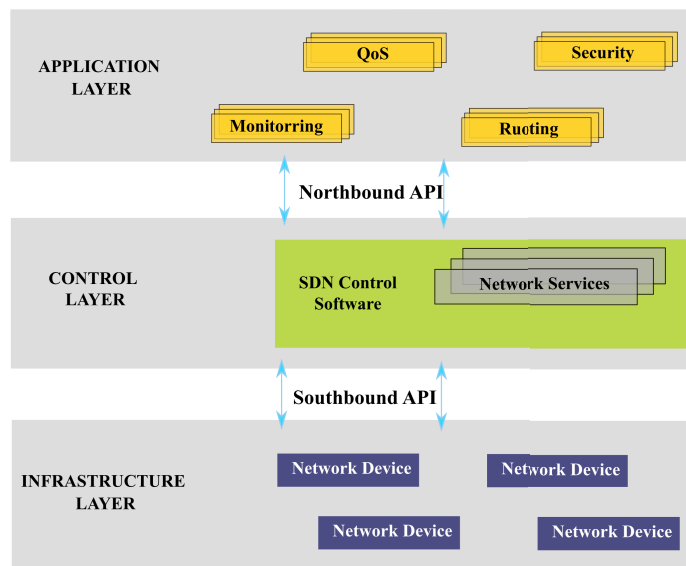 QoS
Security
APPLICATION
LAYER
Monitorring
Ruoting
Northbound API
CONTROL
LAYER
SDN Control
Software
Network Services
Southbound API
Network Device
Network Device
INFRASTRUCTURE
LAYER
Network Device
Network Device